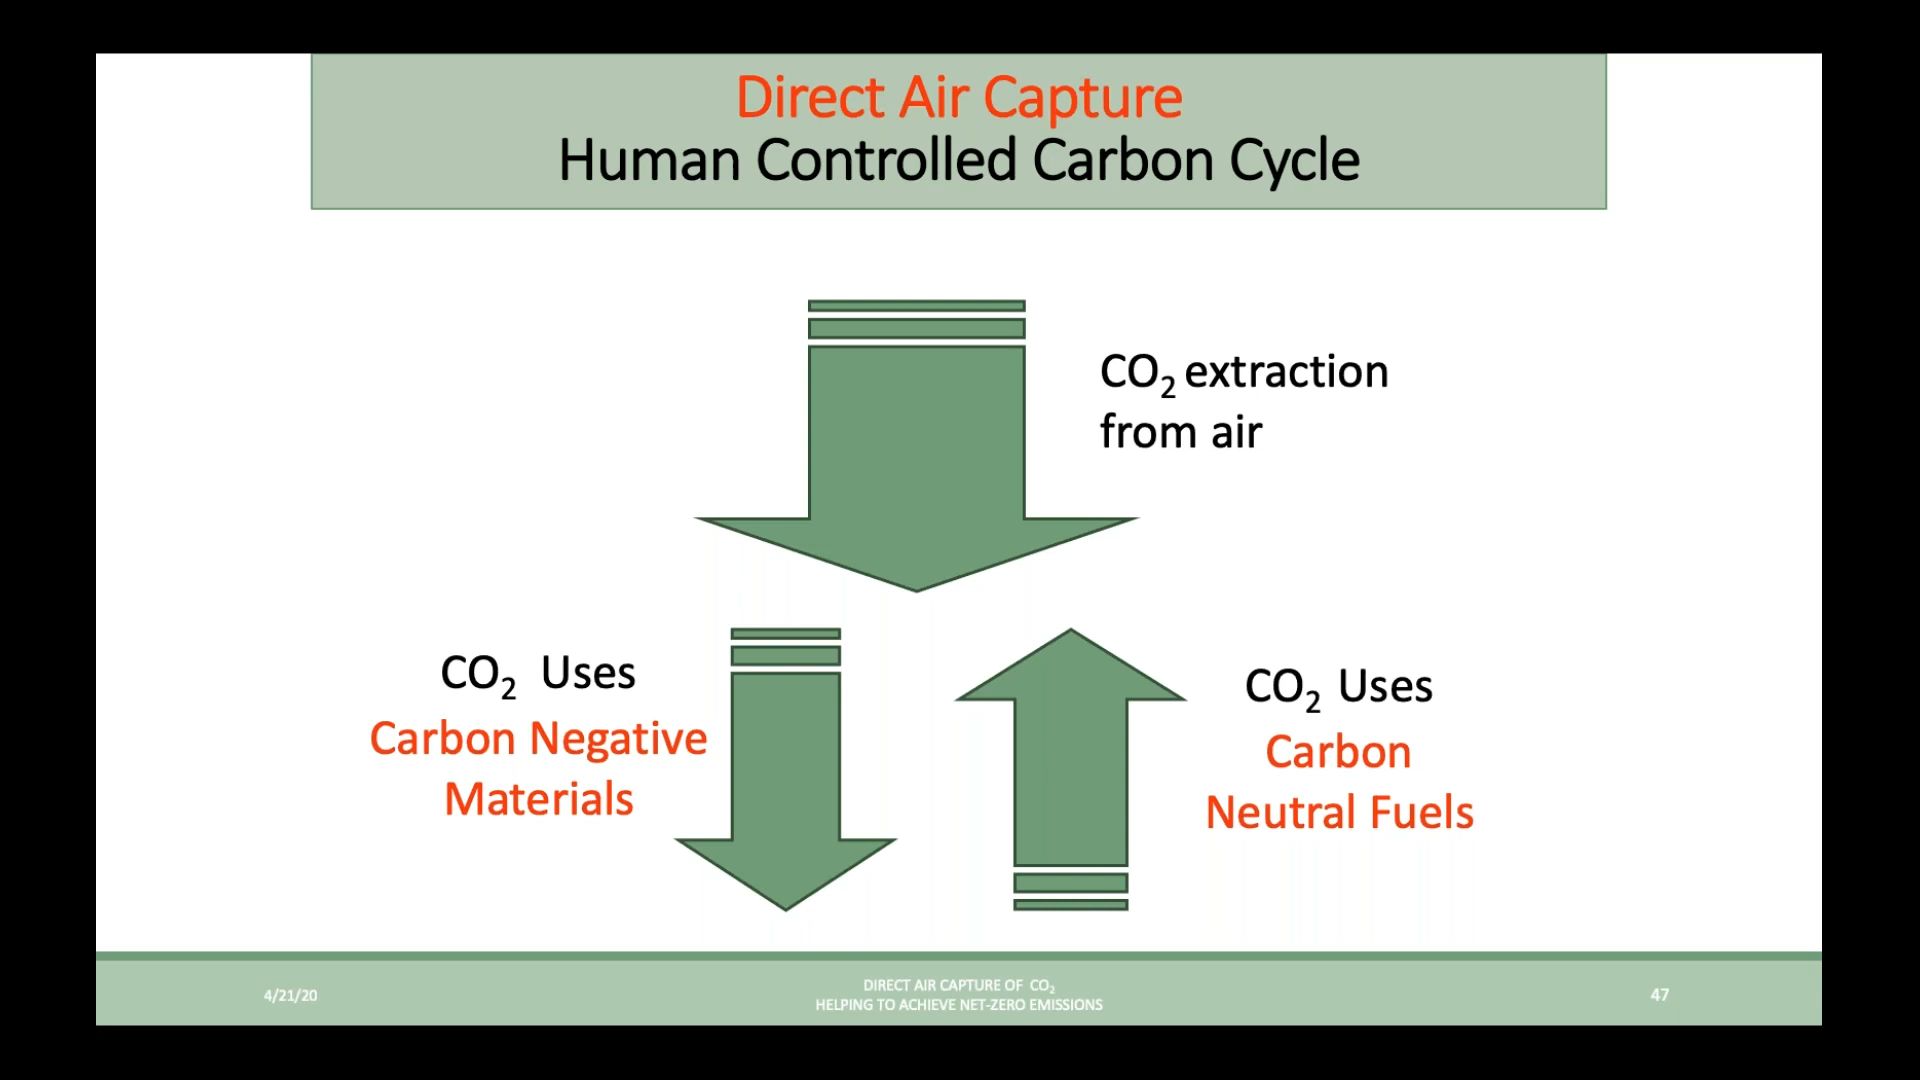 Direct Air Capture
Human Controlled Carbon Cycle
CO₂ extraction
from air
CO₂ Uses
Carbon Negative
Materials
CO₂ Uses
Carbon
Neutral Fuels
4/21/20
DIRECT AIR CAPTURE OF CO₂
HELPING TO ACHIEVE NET-ZERO EMISSIONS
47